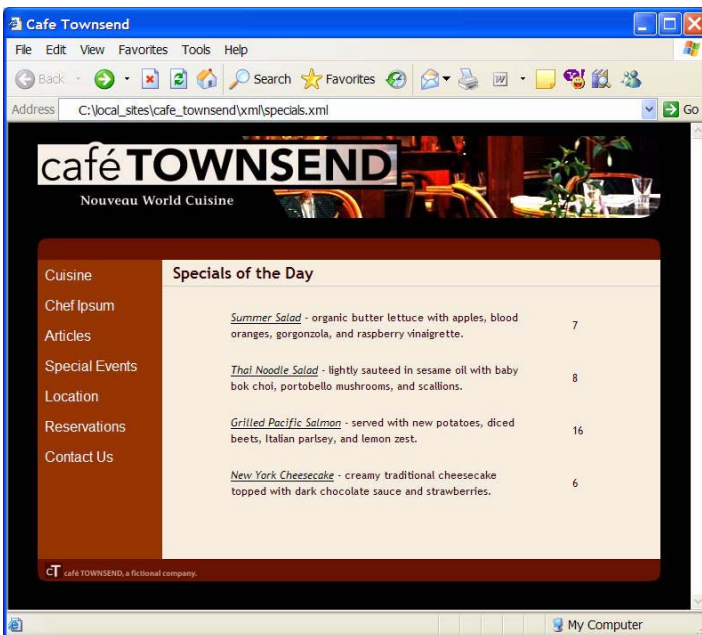 Cafe Townsend
File Edit View Favorites Tools Help
Back Search Favorites
Address C:\local_sites\cafe_townsend\xml\specials.xml Go
café TOWNSEND
Nouveau World Cuisine
Cuisine
Chef Ipsum
Articles
Special Events
Location
Reservations
Contact Us
Specials of the Day
Summer Salad - organic butter lettuce with apples, blood
oranges, gorgonzola, and raspberry vinaigrette.
7
Thai Noodle Salad - lightly sauteed in sesame oil with baby
bok choi, portobello mushrooms, and scallions.
8
Grilled Pacific Salmon - served with new potatoes, diced
beets, Italian parlsey, and lemon zest.
16
New York Cheesecake - creamy traditional cheesecake
topped with dark chocolate sauce and strawberries.
6
cT café TOWNSEND, a fictional company.
My Computer